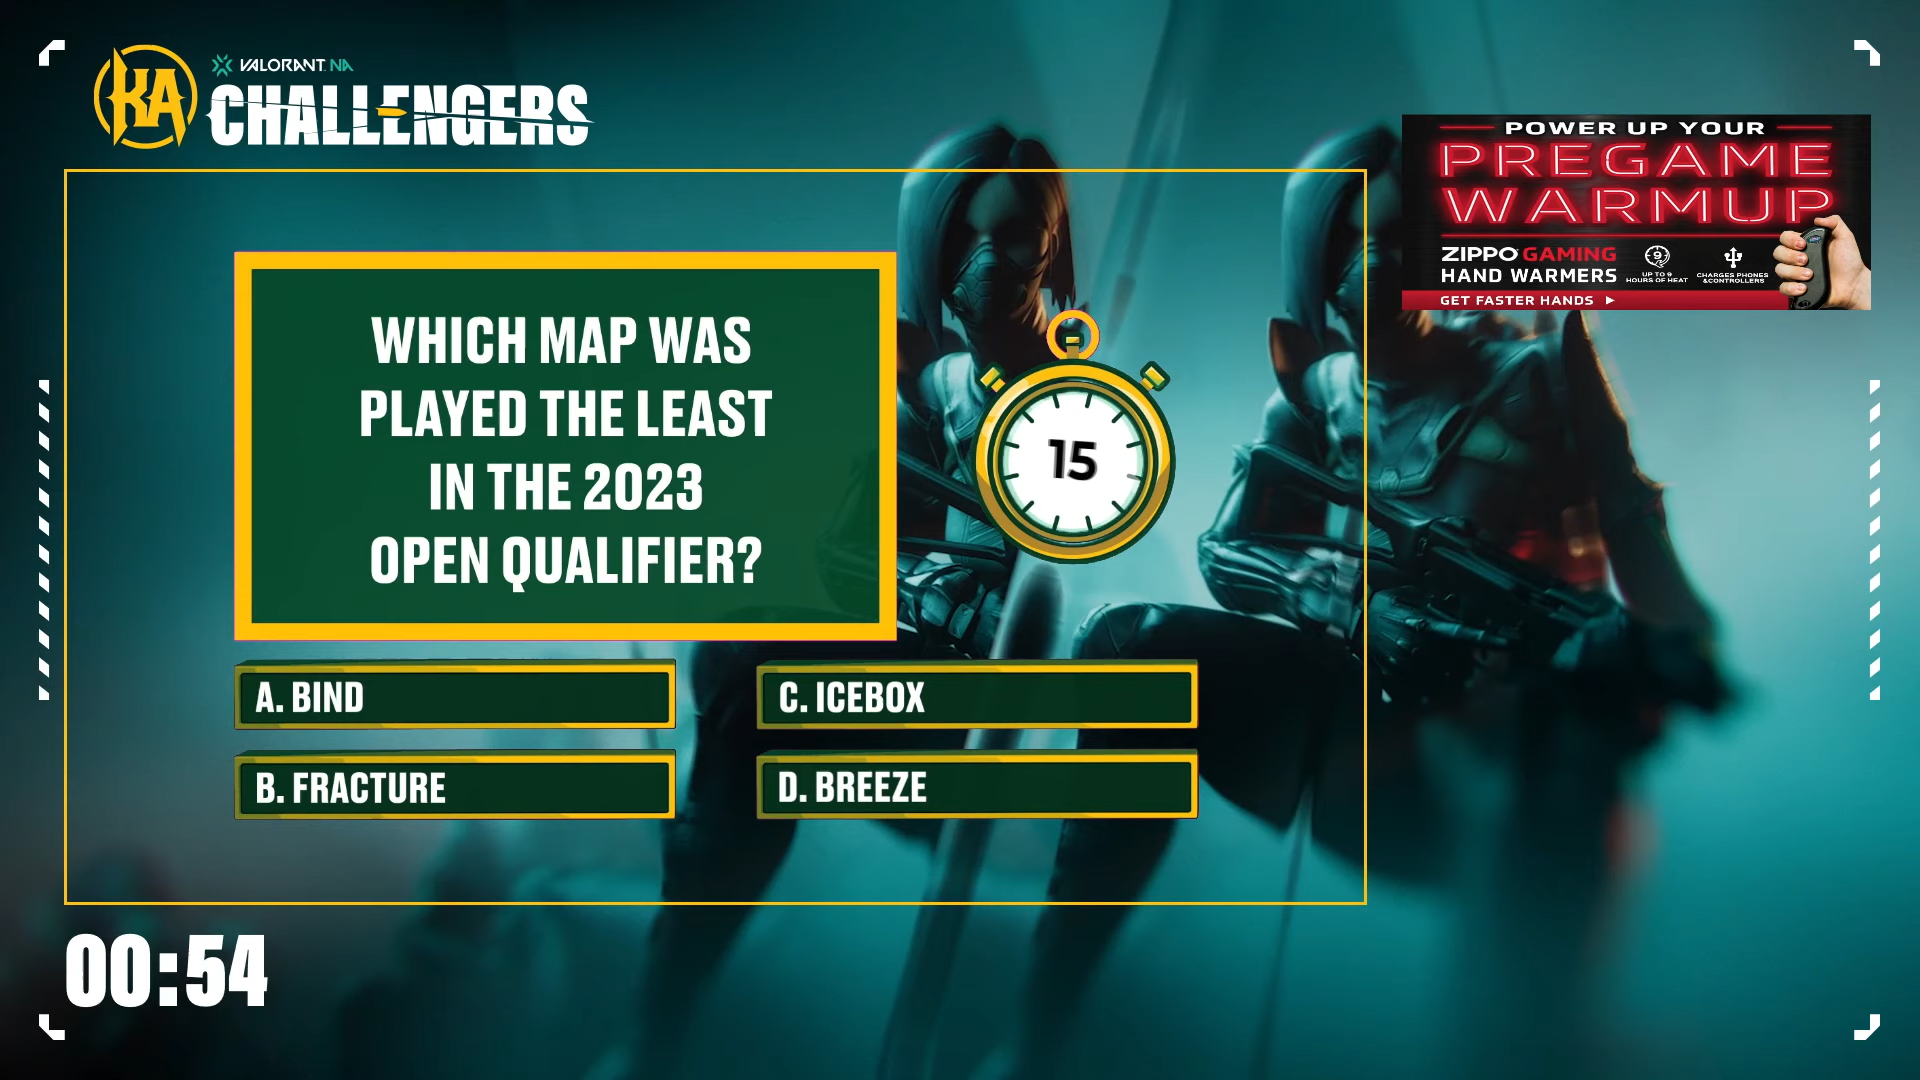 KA
VALORANT NA
CHALLENGERS
POWER UP YOUR
PREGAME
WARMUP
ZIPPO GAMING
HAND WARMERS
9
UP TO 9
HOURS OF HEAT
CHARGES PHONES
&CONTROLLERS
GET FASTER HANDS
WHICH MAP WAS
PLAYED THE LEAST
IN THE 2023
OPEN QUALIFIER?
15
A. BIND
C. ICEBOX
B. FRACTURE
D. BREEZE
00:54